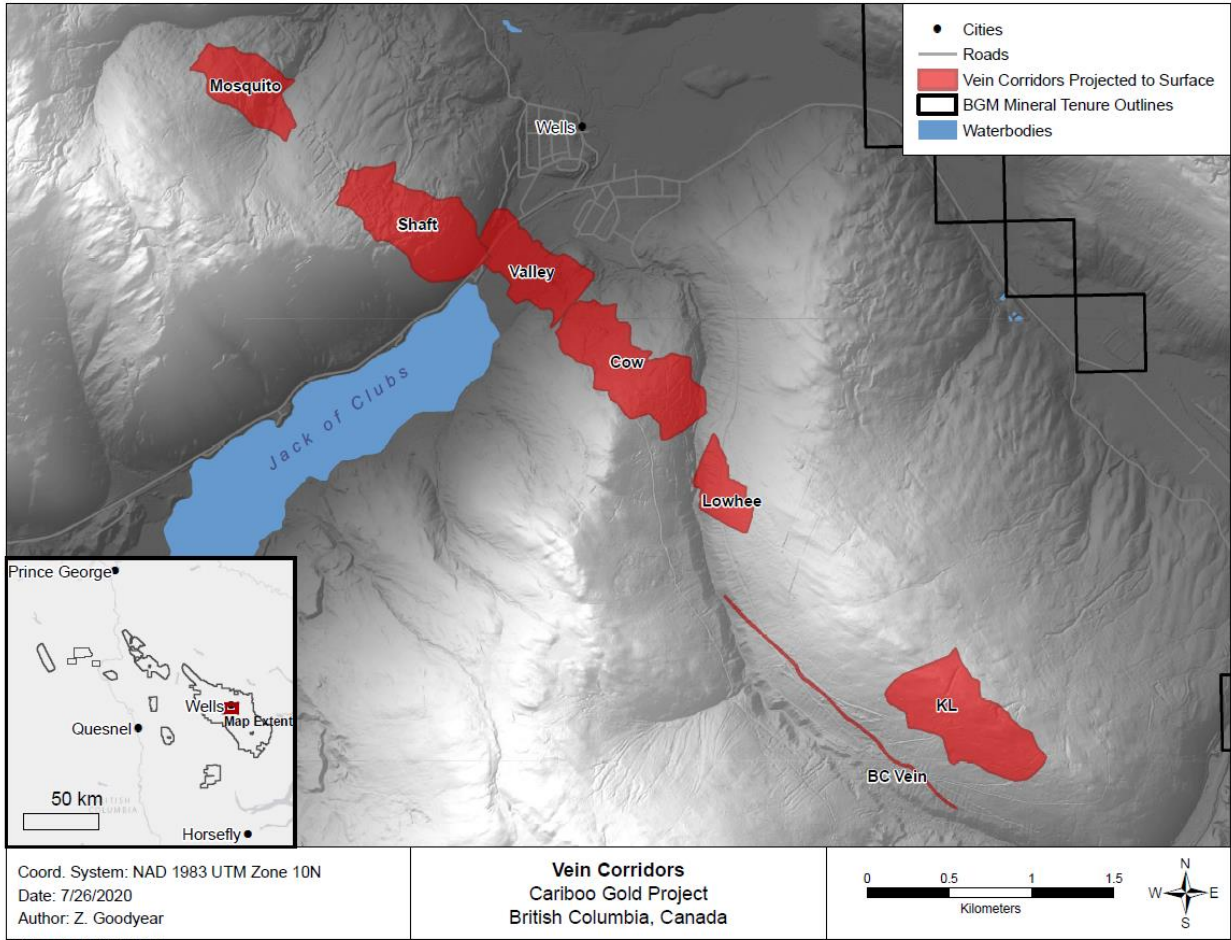 Cities
Roads
Vein Corridors Projected to Surface
BGM Mineral Tenure Outlines
Waterbodies
Mosquito
Wells
Shaft
Valley
Cow
Jack of Clubs
Lowhee
KL
BC Vein
Prince George
Wells
Map Extent
Quesnel
50 km
BRITISH
COLUMBIA
Horsefly
Coord. System: NAD 1983 UTM Zone 10N
Date: 7/26/2020
Author: Z. Goodyear
Vein Corridors
Cariboo Gold Project
British Columbia, Canada
0 0.5 1 1.5
Kilometers
N
W E
S